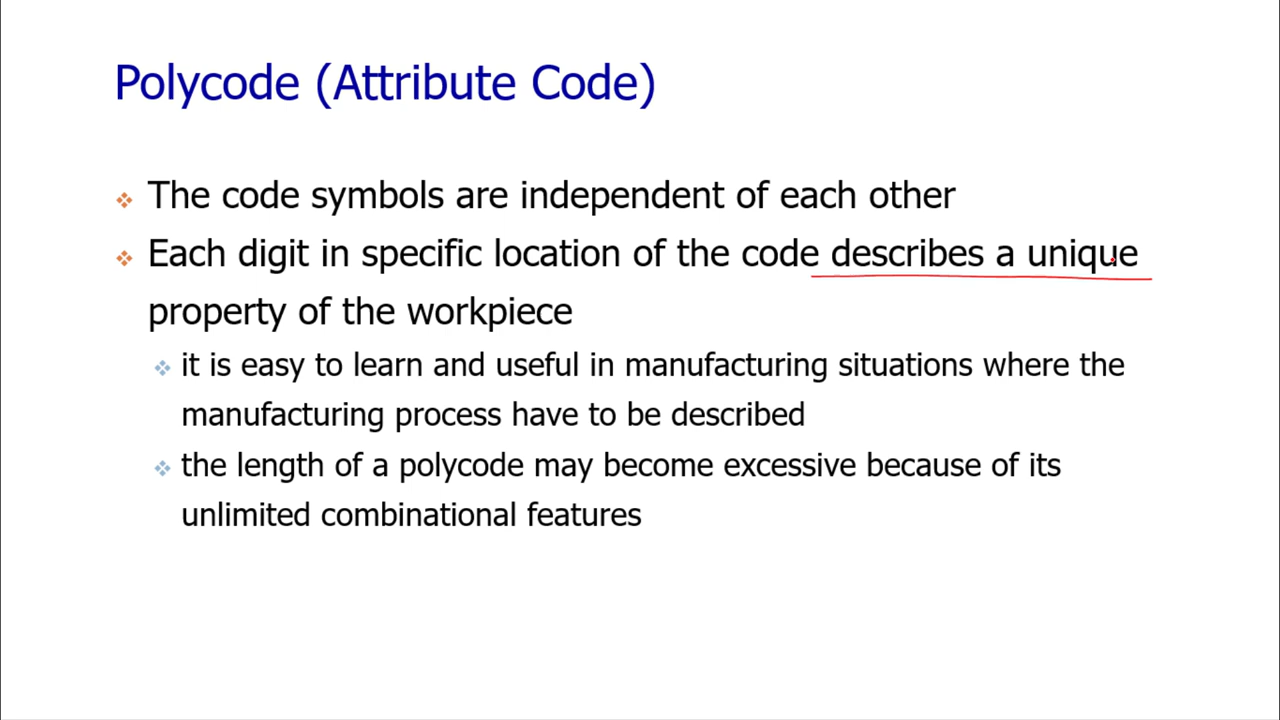 Polycode (Attribute Code)
The code symbols are independent of each other
Each digit in specific location of the code describes a unique
property of the workpiece
it is easy to learn and useful in manufacturing situations where the
manufacturing process have to be described
the length of a polycode may become excessive because of its
unlimited combinational features